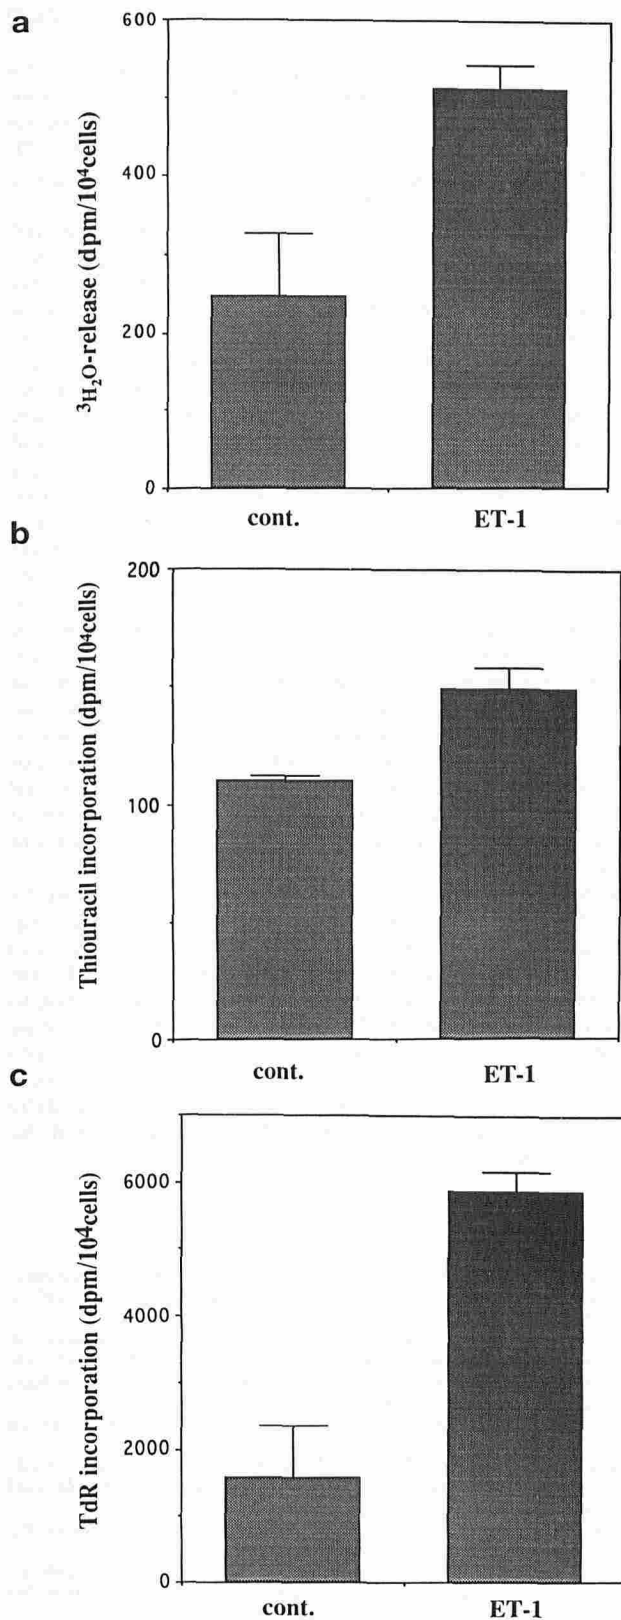 a
600
400
200
0
³H₂O-release (dpm/10⁴cells)
cont. ET-1
b
200
100
0
Thiouracil incorporation (dpm/10⁴cells)
cont. ET-1
c
6000
4000
2000
0
TdR incorporation (dpm/10⁴cells)
cont. ET-1